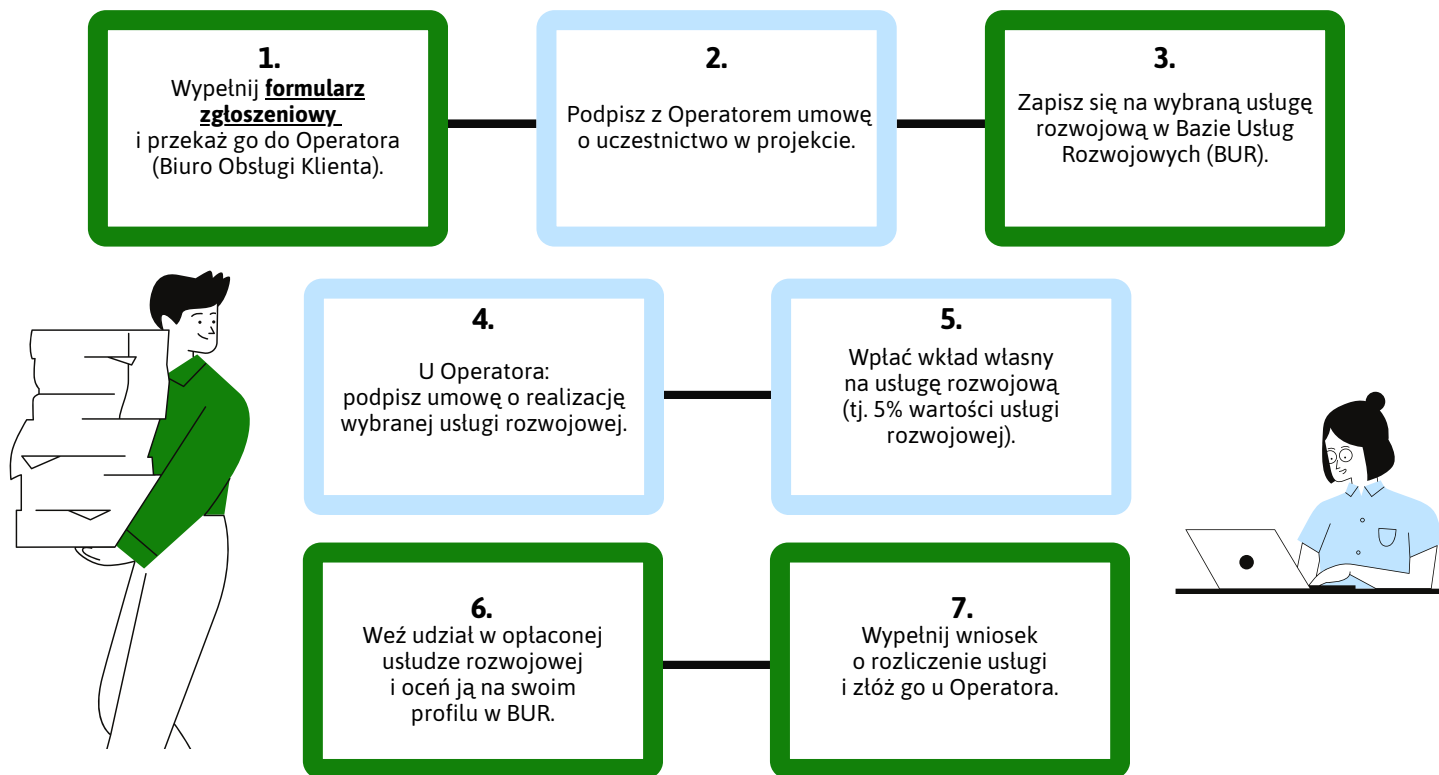 1.
Wypełnij formularz
zgłoszeniowy
i przekaż go do Operatora
(Biuro Obsługi Klienta).
2.
Podpisz z Operatorem umowę
o uczestnictwo w projekcie.
3.
Zapisz się na wybraną usługę
rozwojową w Bazie Usług
Rozwojowych (BUR).
4.
U Operatora:
podpisz umowę o realizację
wybranej usługi rozwojowej.
5.
Wpłać wkład własny
na usługę rozwojową
(tj. 5% wartości usługi
rozwojowej).
6.
Weź udział w opłaconej
usłudze rozwojowej
i oceń ją na swoim
profilu w BUR.
7.
Wypełnij wniosek
o rozliczenie usługi
i złóż go u Operatora.